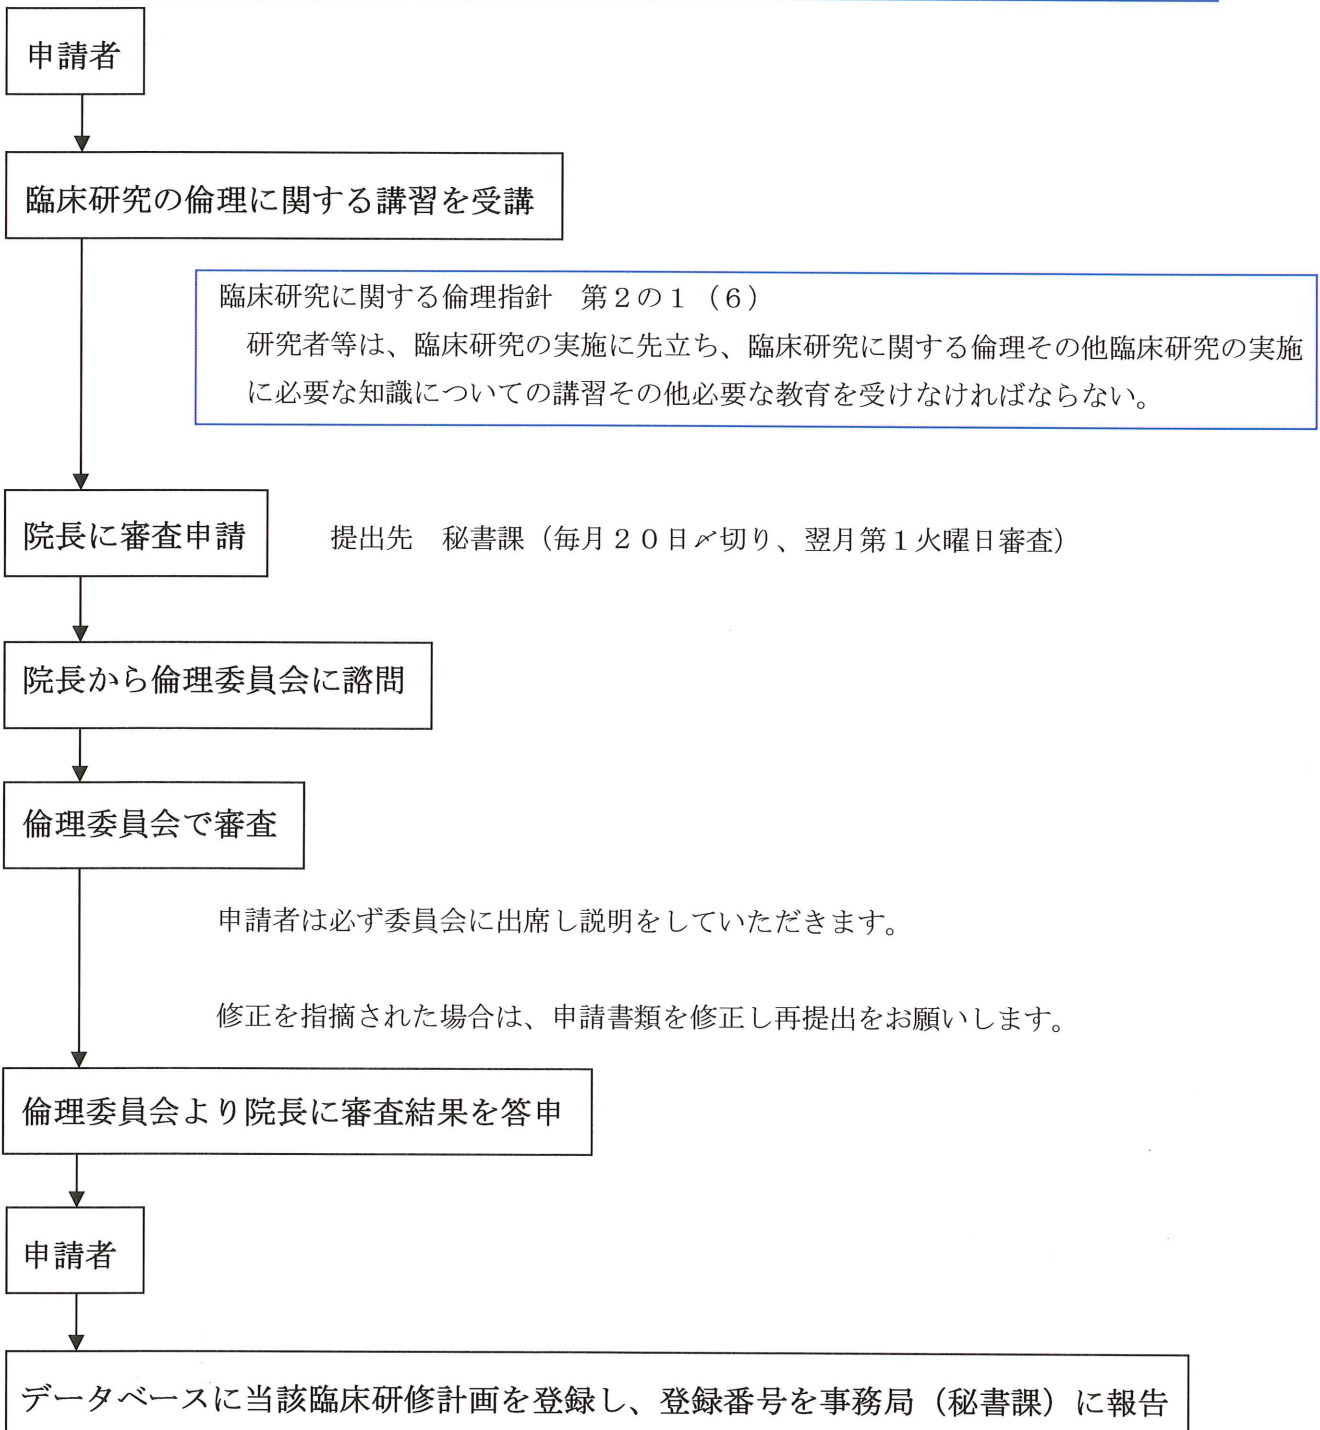 申請者
臨床研究の倫理に関する講習を受講
臨床研究に関する倫理指針　第２の１（６）
研究者等は、臨床研究の実施に先立ち、臨床研究に関する倫理その他臨床研究の実施
に必要な知識についての講習その他必要な教育を受けなければならない。
院長に審査申請
提出先　秘書課（毎月２０日〆切り、翌月第１火曜日審査）
院長から倫理委員会に諮問
倫理委員会で審査
申請者は必ず委員会に出席し説明をしていただきます。
修正を指摘された場合は、申請書類を修正し再提出をお願いします。
倫理委員会より院長に審査結果を答申
申請者
データベースに当該臨床研修計画を登録し、登録番号を事務局（秘書課）に報告